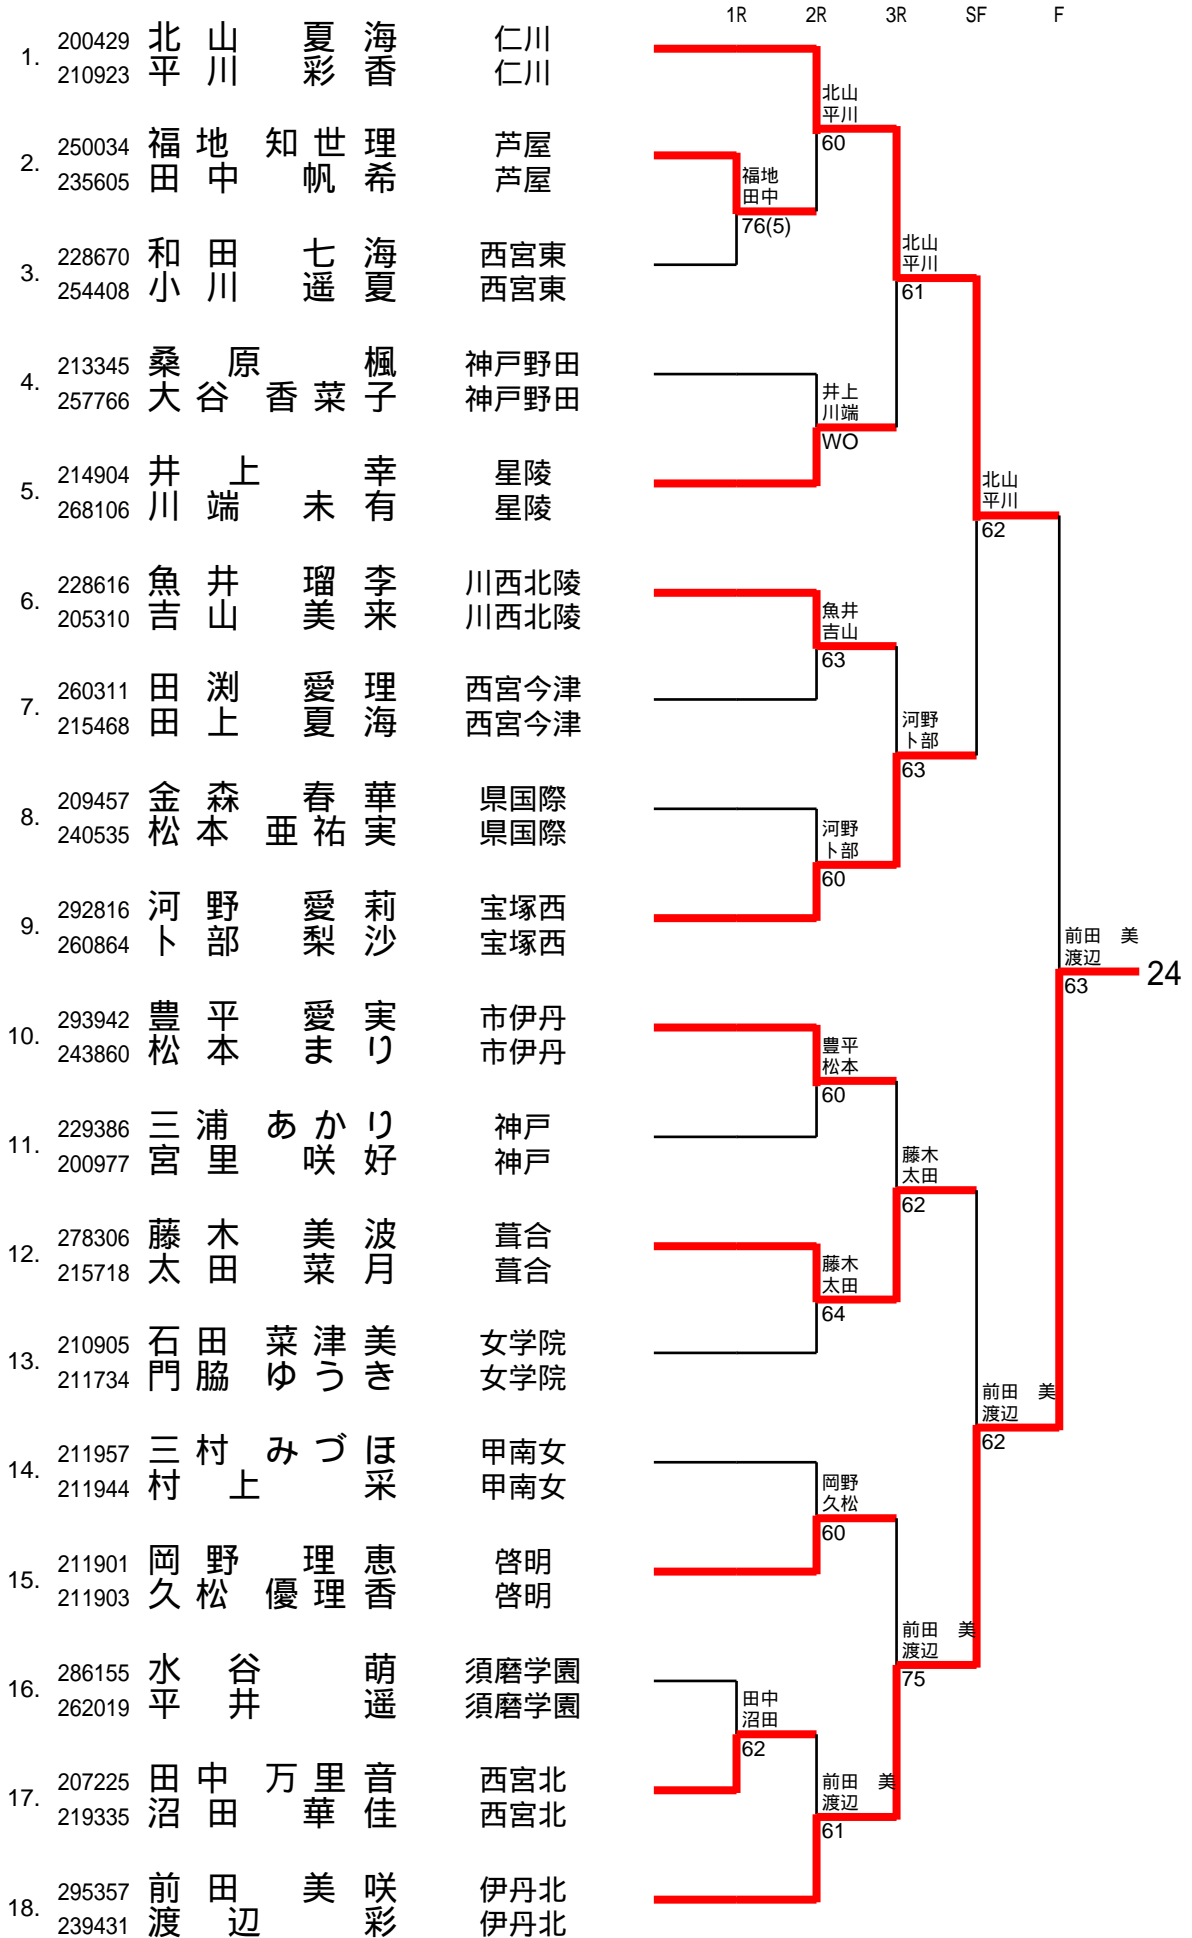 1R 2R 3R SF F
1. 200429 北山 夏海 仁川
210923 平川 彩香 仁川
2. 250034 福地 知世理 芦屋
235605 田中 帆希 芦屋
3. 228670 和田 七海 西宮東
254408 小川 遥夏 西宮東
4. 213345 桑原 楓 神戸野田
257766 大谷 香菜子 神戸野田
5. 214904 井上 幸 星陵
268106 川端 未有 星陵
6. 228616 魚井 瑠李 川西北陵
205310 吉山 美来 川西北陵
7. 260311 田渕 愛理 西宮今津
215468 田上 夏海 西宮今津
8. 209457 金森 春華 県国際
240535 松本 亜祐実 県国際
9. 292816 河野 愛莉 宝塚西
260864 卜部 梨沙 宝塚西
10. 293942 豊平 愛実 市伊丹
243860 松本 まり 市伊丹
11. 229386 三浦 あかり 神戸
200977 宮里 咲好 神戸
12. 278306 藤木 美波 葺合
215718 太田 菜月 葺合
13. 210905 石田 菜津美 女学院
211734 門脇 ゆうき 女学院
14. 211957 三村 みづほ 甲南女
211944 村上 采 甲南女
15. 211901 岡野 理恵 啓明
211903 久松 優理香 啓明
16. 286155 水谷 萌 須磨学園
262019 平井 遥 須磨学園
17. 207225 田中 万里音 西宮北
219335 沼田 華佳 西宮北
18. 295357 前田 美咲 伊丹北
239431 渡辺 彩 伊丹北
福地
田中
76(5)
田中
沼田
62
北山
平川
60
井上
川端
WO
魚井
吉山
63
河野
卜部
60
豊平
松本
60
藤木
太田
64
岡野
久松
60
前田 美
渡辺
61
北山
平川
61
河野
卜部
63
藤木
太田
62
前田 美
渡辺
75
北山
平川
62
前田 美
渡辺
62
前田 美
渡辺
63
24